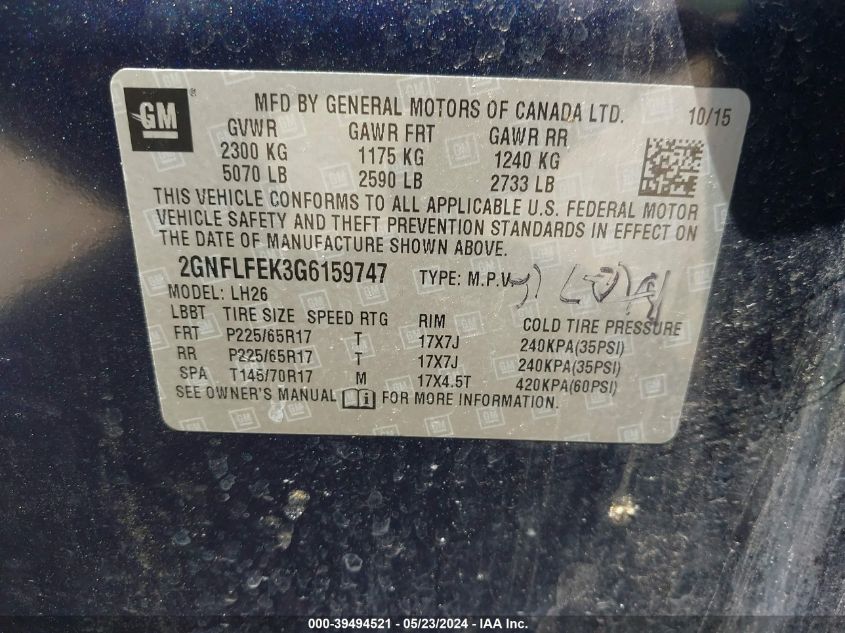 GM
MFD BY GENERAL MOTORS OF CANADA LTD. 10/15
GVWR GAWR FRT GAWR RR
2300 KG 1175 KG 1240 KG
5070 LB 2590 LB 2733 LB
THIS VEHICLE CONFORMS TO ALL APPLICABLE U.S. FEDERAL MOTOR
VEHICLE SAFETY AND THEFT PREVENTION STANDARDS IN EFFECT ON
THE DATE OF MANUFACTURE SHOWN ABOVE.
2GNFLFEK3G6159747 TYPE: M.P.V
MODEL: LH26
LBBT TIRE SIZE SPEED RTG RIM COLD TIRE PRESSURE
FRT P225/65R17 T 17X7J 240KPA(35PSI)
RR P225/65R17 T 17X7J 240KPA(35PSI)
SPA T145/70R17 M 17X4.5T 420KPA(60PSI)
SEE OWNER'S MANUAL FOR MORE INFORMATION.
000-39494521 - 05/23/2024 - IAA Inc.